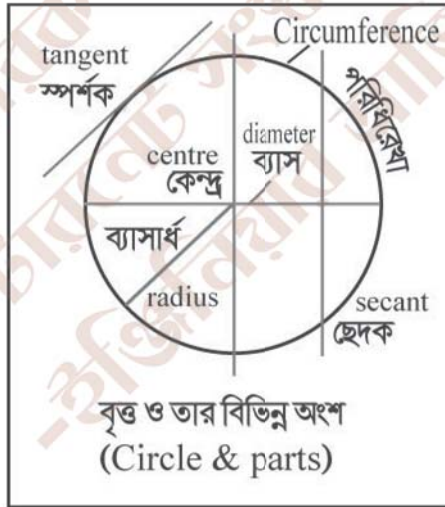 Circumference
tangent
স্পর্শক
পরিধিরেখা
diameter
ব্যাস
centre
কেন্দ্র
ব্যাসার্ধ
radius
secant
ছেদক
বৃত্ত ও তার বিভিন্ন অংশ
(Circle & parts)